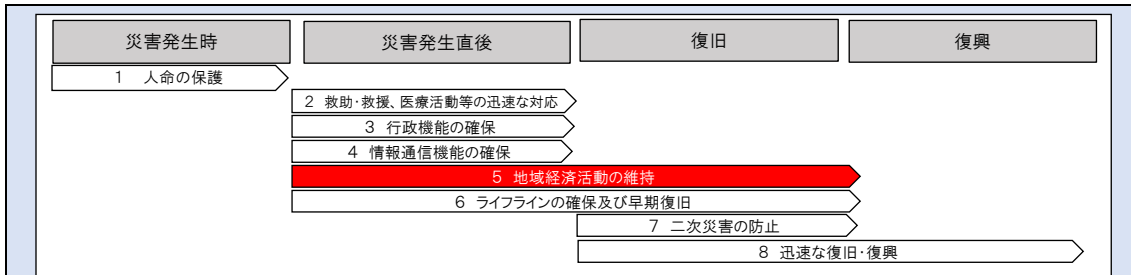 災害発生時 災害発生直後 復旧 復興
1 人命の保護
2 救助・救援、医療活動等の迅速な対応
3 行政機能の確保
4 情報通信機能の確保
5 地域経済活動の維持
6 ライフラインの確保及び早期復旧
7 二次災害の防止
8 迅速な復旧・復興